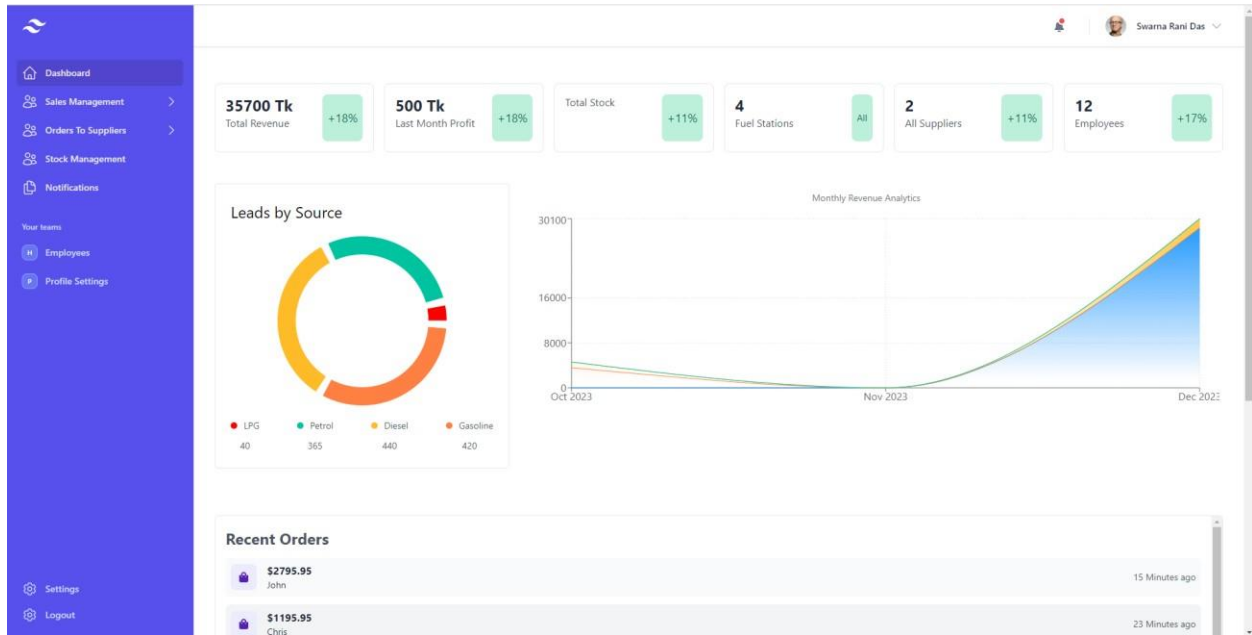 Swarna Rani Das
Dashboard
Sales Management
Orders To Suppliers
Stock Management
Notifications
Your teams
H Employees
P Profile Settings
Settings
Logout
35700 Tk
Total Revenue
+18%
500 Tk
Last Month Profit
+18%
Total Stock
+11%
4
Fuel Stations
All
2
All Suppliers
+11%
12
Employees
+17%
Leads by Source
LPG Petrol Diesel Gasoline
40 365 440 420
Monthly Revenue Analytics
30100
16000
8000
0
Oct 2023 Nov 2023 Dec 2023
Recent Orders
$2795.95
John
15 Minutes ago
$1195.95
Chris
23 Minutes ago